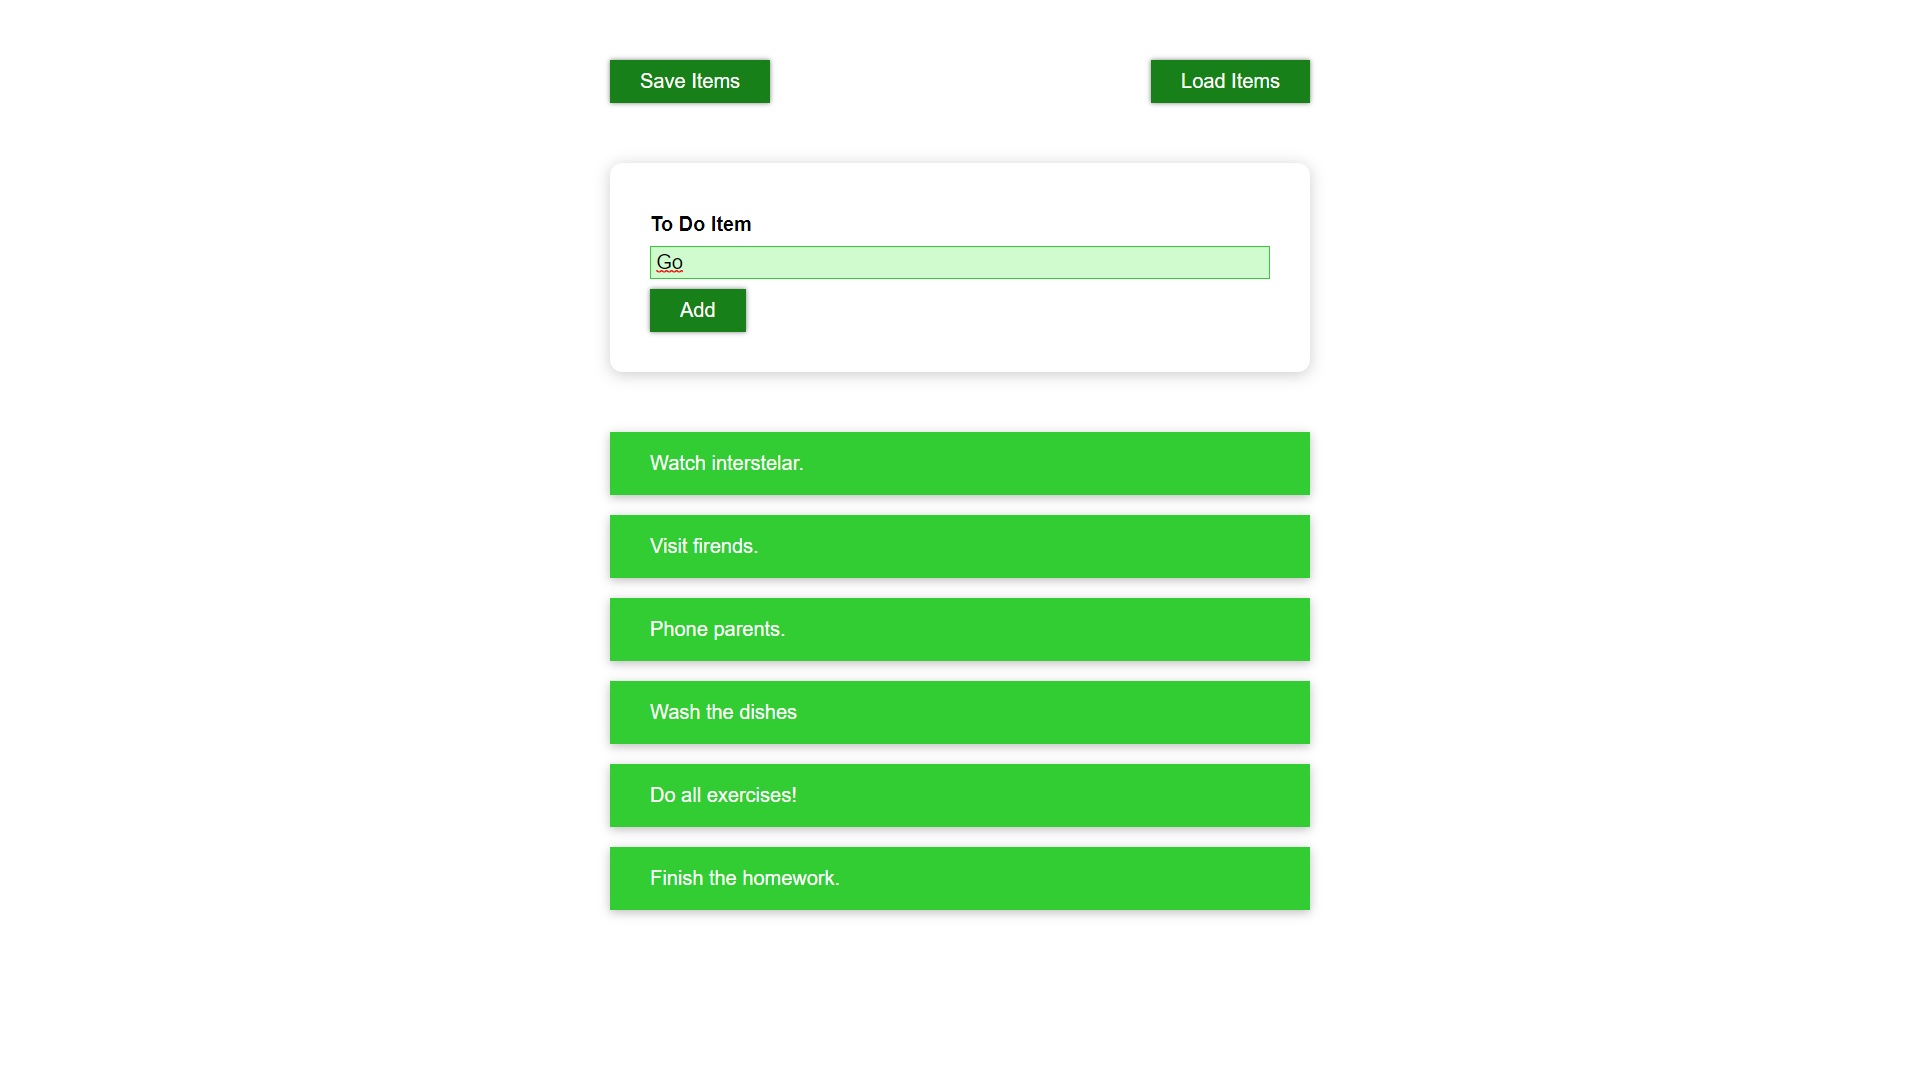 Save Items
Load Items
To Do Item
Go
Add
Watch interstelar.
Visit firends.
Phone parents.
Wash the dishes
Do all exercises!
Finish the homework.